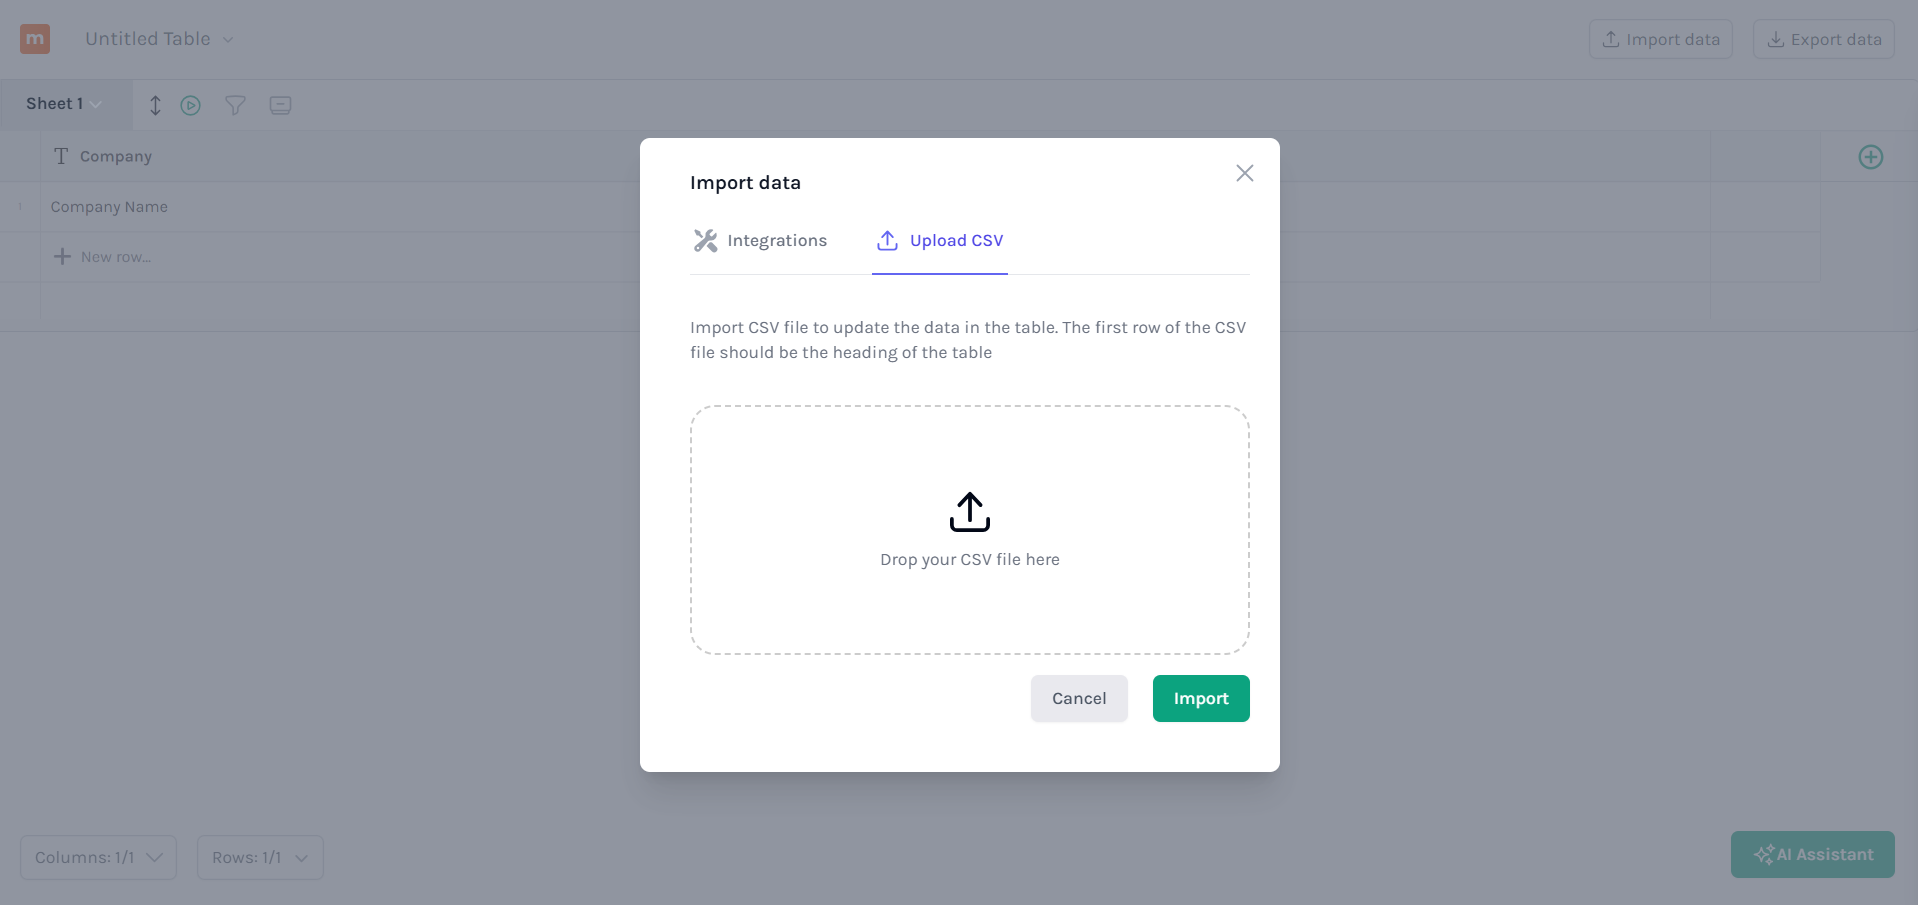 m
Untitled Table
Import data
Export data
Sheet 1
Company
1
Company Name
New row...
Import data
Integrations
Upload CSV
Import CSV file to update the data in the table. The first row of the CSV
file should be the heading of the table
Drop your CSV file here
Cancel
Import
Columns: 1/1
Rows: 1/1
AI Assistant